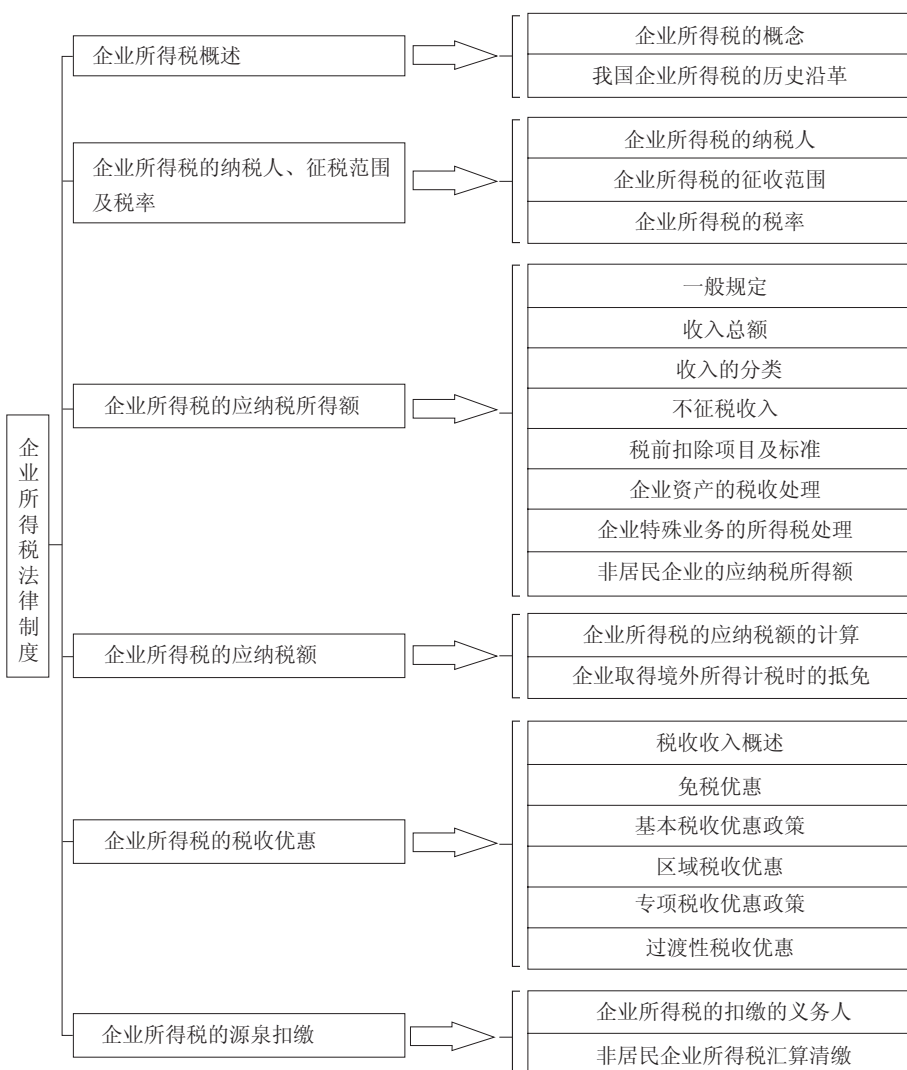 企业所得税法律制度
企业所得税概述
企业所得税的概念
我国企业所得税的历史沿革
企业所得税的纳税人、征税范围
及税率
企业所得税的纳税人
企业所得税的征收范围
企业所得税的税率
企业所得税的应纳税所得额
一般规定
收入总额
收入的分类
不征税收入
税前扣除项目及标准
企业资产的税收处理
企业特殊业务的所得税处理
非居民企业的应纳税所得额
企业所得税的应纳税额
企业所得税的应纳税额的计算
企业取得境外所得计税时的抵免
企业所得税的税收优惠
税收收入概述
免税优惠
基本税收优惠政策
区域税收优惠
专项税收优惠政策
过渡性税收优惠
企业所得税的源泉扣缴
企业所得税的扣缴的义务人
非居民企业所得税汇算清缴